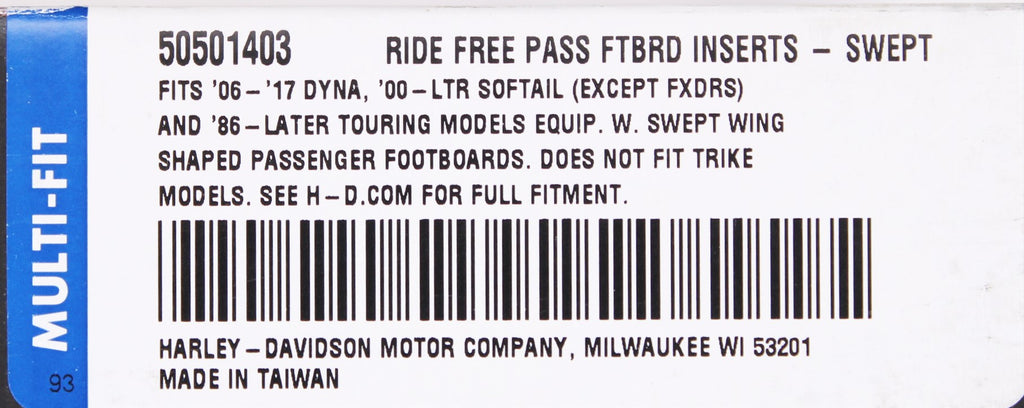 50501403 RIDE FREE PASS FTBRD INSERTS – SWEPT
FITS '06–'17 DYNA, '00–LTR SOFTAIL (EXCEPT FXDRS)
AND '86–LATER TOURING MODELS EQUIP. W. SWEPT WING
SHAPED PASSENGER FOOTBOARDS. DOES NOT FIT TRIKE
MODELS. SEE H–D.COM FOR FULL FITMENT.
HARLEY–DAVIDSON MOTOR COMPANY, MILWAUKEE WI 53201
MADE IN TAIWAN
MULTI-FIT
93